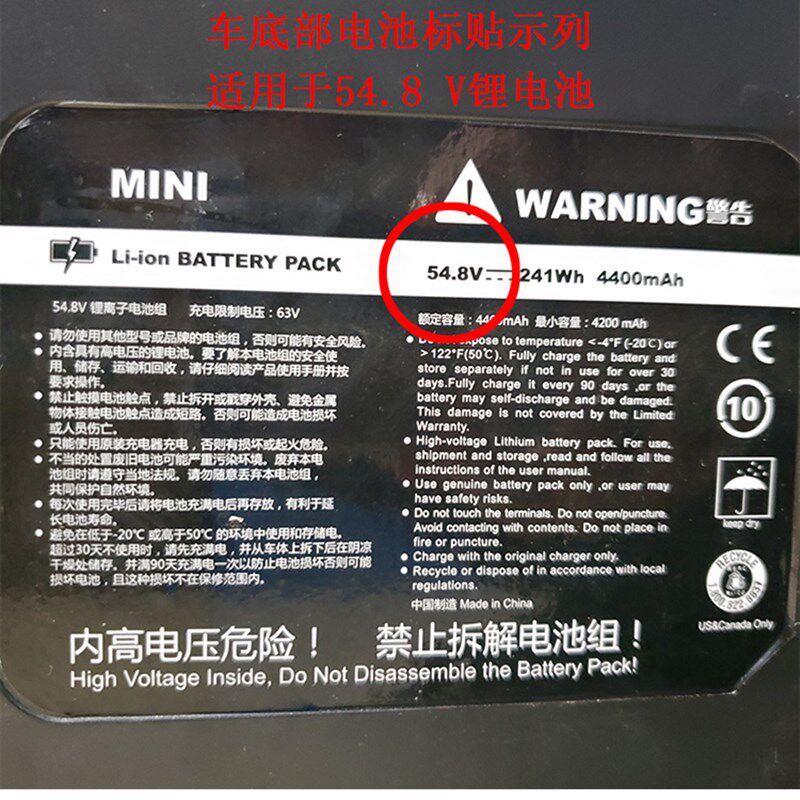 车底部电池标贴示列
适用于54.8 V锂电池
MINI
WARNING警告
Li-ion BATTERY PACK
54.8V 241Wh 4400mAh
54.8V 锂离子电池组 充电限制电压：63V
● 请勿使用其他型号或品牌的电池组，否则可能有安全风险。
● 内含具有高电压的锂电池。要了解本电池组的安全使
用、储存、运输和回收，请仔细阅读产品使用手册并按
要求操作。
● 禁止触摸电池触点，禁止拆开或戳穿外壳、避免金属
物体接触电池触点造成短路。否则可能造成电池损坏
或人员伤亡。
● 只能使用原装充电器充电，否则有损坏或起火危险。
● 不当的处置废旧电池可能严重污染环境。废弃本电
池组时请遵守当地法规。请勿随意丢弃本电池组，
共同保护自然环境。
● 每次使用完毕后请将电池充满电后再存放，有利于延
长电池寿命。
● 避免在低于-20℃ 或高于50℃ 的环境中使用和存储电。
超过30天不使用时，请先充满电，并从车体上拆下后在阴凉
干燥处储存。并满90天充满电一次以防止电池损坏否则可能
损坏电池，且这种损坏不在保修范围内。
额定容量：4400mAh 最小容量：4200 mAh
● Do not expose to temperature <-4°F (-20℃) or
>122°F(50℃). Fully charge the battery and
store separately if not in use for over 30
days.Fully charge it every 90 days ,or the
battery may self-discharge and be damaged.
This damage is not covered by the Limited
Warranty.
● High-voltage Lithium battery pack. For use,
shipment and storage ,read and follow all the
instructions of the user manual.
● Use genuine battery pack only ,or user may
have safety risks.
● Do not touch the terminals. Do not open/puncture.
Avoid contacting with contents. Do not place in
fire or puncture.
● Charge with the original charger only.
● Recycle or dispose of in accordance with local
regulations.
中国制造 Made in China
CE
10
keep dry
RECYCLE
1.800.822.8837
US&Canada Only
内高电压危险！ 禁止拆解电池组！
High Voltage Inside, Do Not Disassemble the Battery Pack!